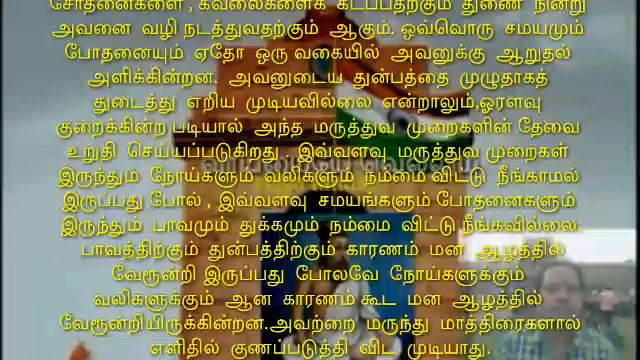 சோதனைகளை , கவலைகளைக் கடப்பதற்கும் துணை நின்று
அவனை வழி நடத்துவதற்கும் ஆகும். ஒவ்வொரு சமயமும்
போதனையும் ஏதோ ஒரு வகையில் அவனுக்கு ஆறுதல்
அளிக்கின்றன. அவனுடைய துன்பத்தை முழுதாகத்
துடைத்து எறிய முடியவில்லை என்றாலும்,ஓரளவு
குறைக்கின்ற படியால் அந்த மருத்துவ முறைகளின் தேவை
உறுதி செய்யப்படுகிறது இவ்வளவு மருத்துவ முறைகள்
இருந்தும் நோய்களும் வலிகளும் நம்மை விட்டு நீங்காமல்
இருப்பது போல் , இவ்வளவு சமயங்களும் போதனைகளும்
இருந்தும் பாவமும் துக்கமும் நம்மை விட்டு நீங்கவில்லை.
பாவத்திற்கும் துன்பத்திற்கும் காரணம் மன ஆழத்தில்
வேரூன்றி இருப்பது போலவே நோய்களுக்கும்
வலிகளுக்கும் ஆன காரணம் கூட மன ஆழத்தில்
வேரூன்றியிருக்கின்றன.அவற்றை மருந்து மாத்திரைகளால்
எளிதில் குணப்படுத்தி விட முடியாது.